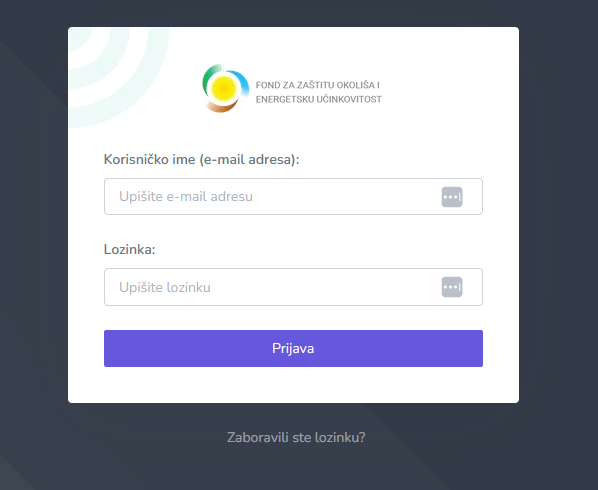 FOND ZA ZAŠTITU OKOLIŠA I
ENERGETSKU UČINKOVITOST
Korisničko ime (e-mail adresa):
Upišite e-mail adresu
Lozinka:
Upišite lozinku
Prijava
Zaboravili ste lozinku?